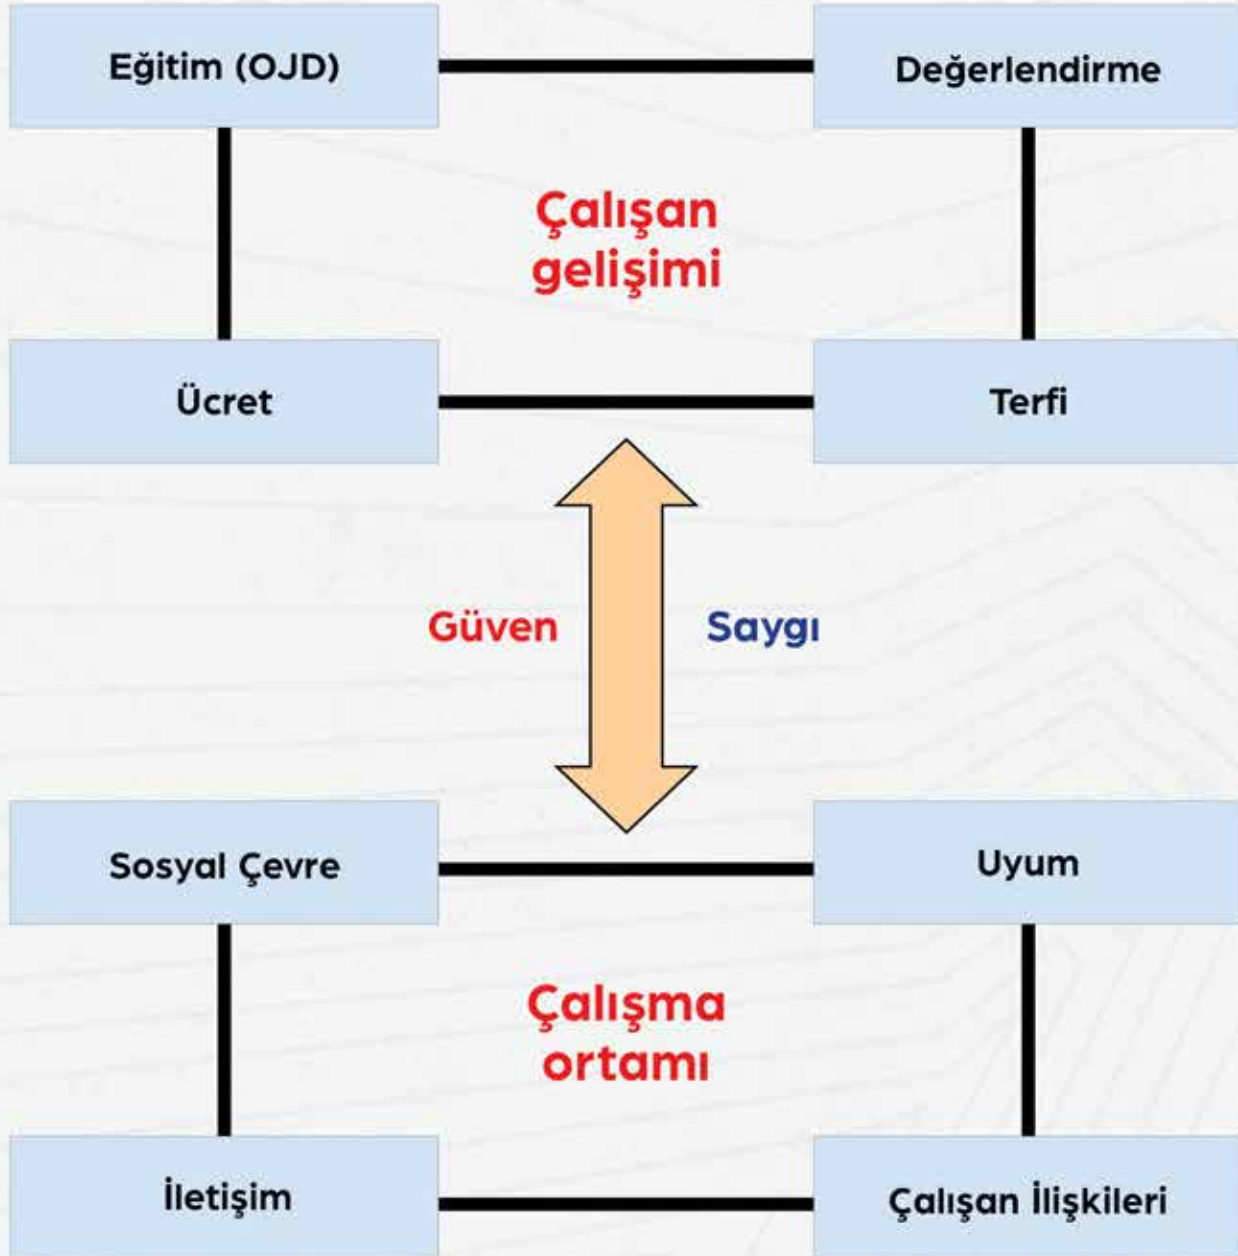 Eğitim (OJD)
Değerlendirme
Çalışan
gelişimi
Ücret
Terfi
Güven
Saygı
Sosyal Çevre
Uyum
Çalışma
ortamı
İletişim
Çalışan İlişkileri